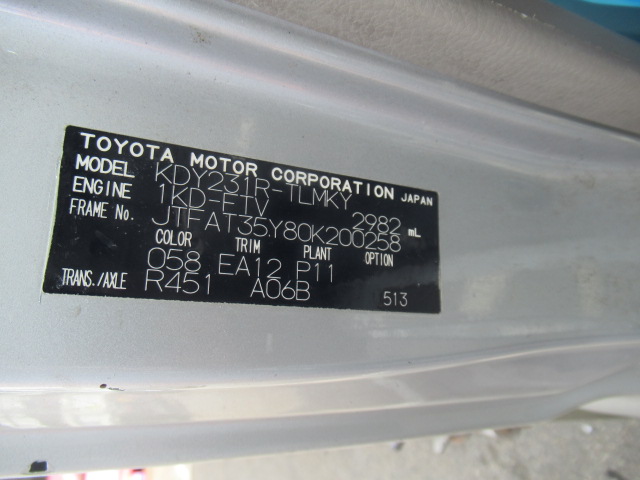 TOYOTA MOTOR CORPORATION JAPAN
MODEL KDY231R-TLMKY
ENGINE 1KD-FTV 2982 mL
FRAME No. JTFAT35Y80K200258
COLOR TRIM PLANT OPTION
058 EA12 P11
TRANS./AXLE R451 A06B 513